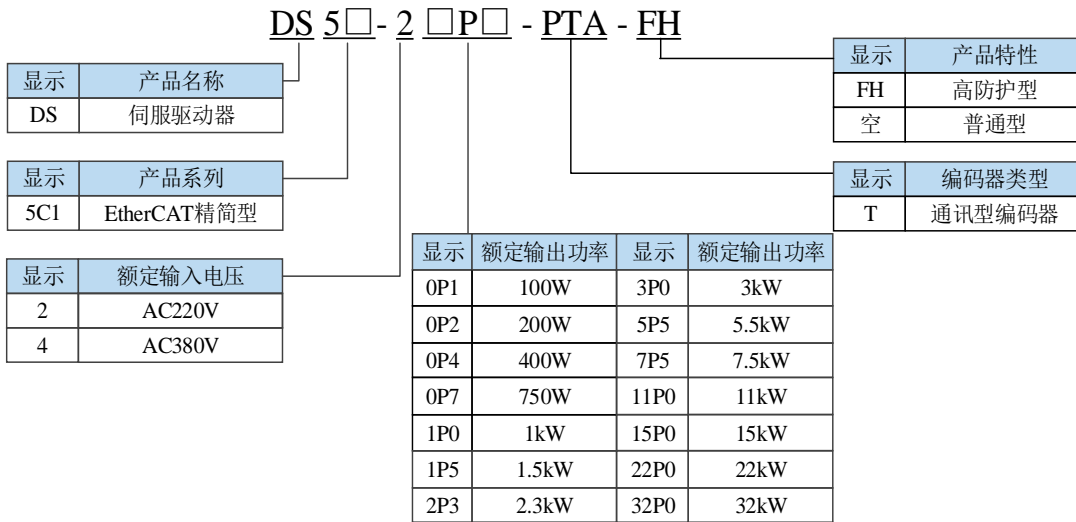 DS 5□ - 2 □P□ - PTA - FH
显示 产品名称
DS 伺服驱动器
显示 产品系列
5C1 EtherCAT精简型
显示 额定输入电压
2 AC220V
4 AC380V
显示 额定输出功率 显示 额定输出功率
0P1 100W 3P0 3kW
0P2 200W 5P5 5.5kW
0P4 400W 7P5 7.5kW
0P7 750W 11P0 11kW
1P0 1kW 15P0 15kW
1P5 1.5kW 22P0 22kW
2P3 2.3kW 32P0 32kW
显示 产品特性
FH 高防护型
空 普通型
显示 编码器类型
T 通讯型编码器